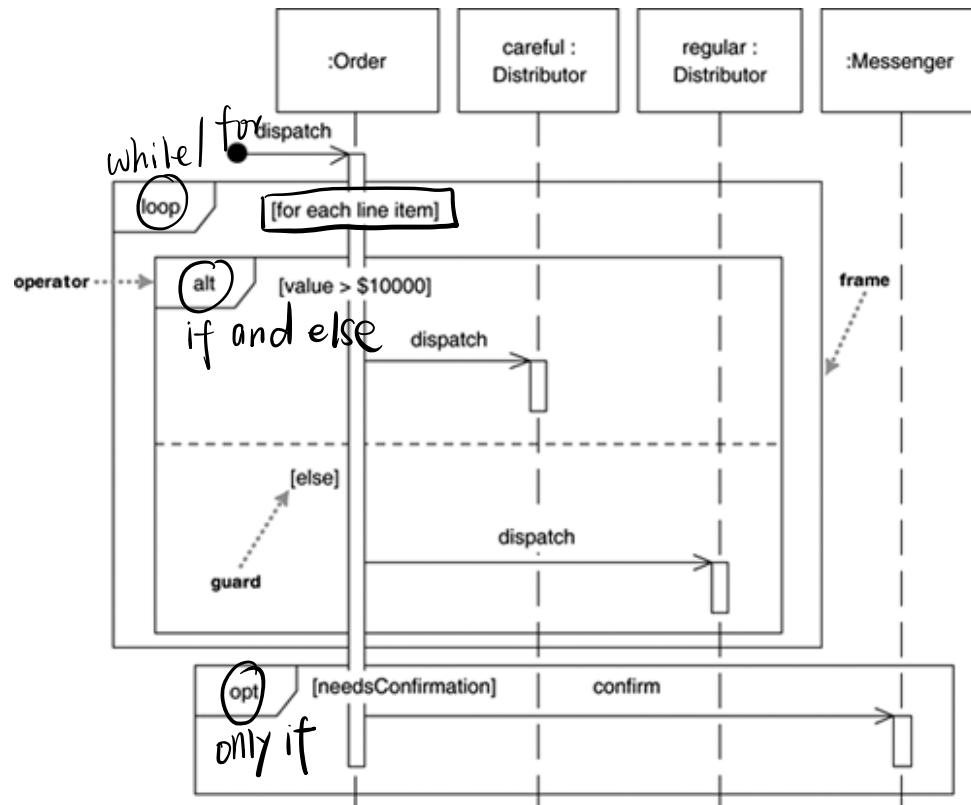 :Order
careful :
Distributor
regular :
Distributor
:Messenger
while/for
dispatch
loop
[for each line item]
operator
alt
[value > $10000]
frame
if and else
dispatch
[else]
guard
dispatch
opt
[needsConfirmation]
confirm
only if